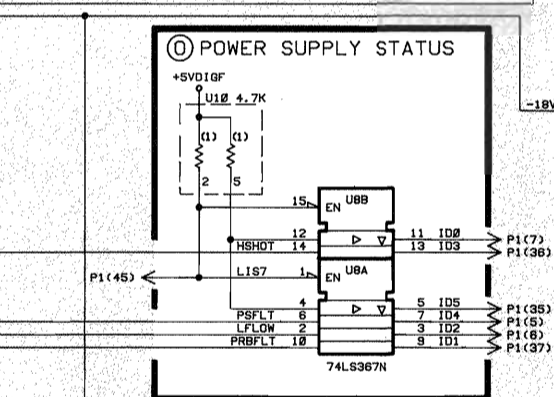 O POWER SUPPLY STATUS
+5VDIGF
U10 4.7K
-18V
(1) (1)
2 5
15 EN U8B
12 11 ID0 P1(7)
HSHOT 14 13 ID3 P1(36)
P1(45) LIS7 1 EN U8A
4 5 ID5 P1(35)
PSFLT 6 7 ID4 P1(5)
LFLOW 2 3 ID2 P1(6)
PRBFLT 10 9 ID1 P1(37)
74LS367N